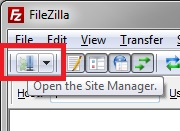 FileZilla
File Edit View Transfer
Open the Site Manager.